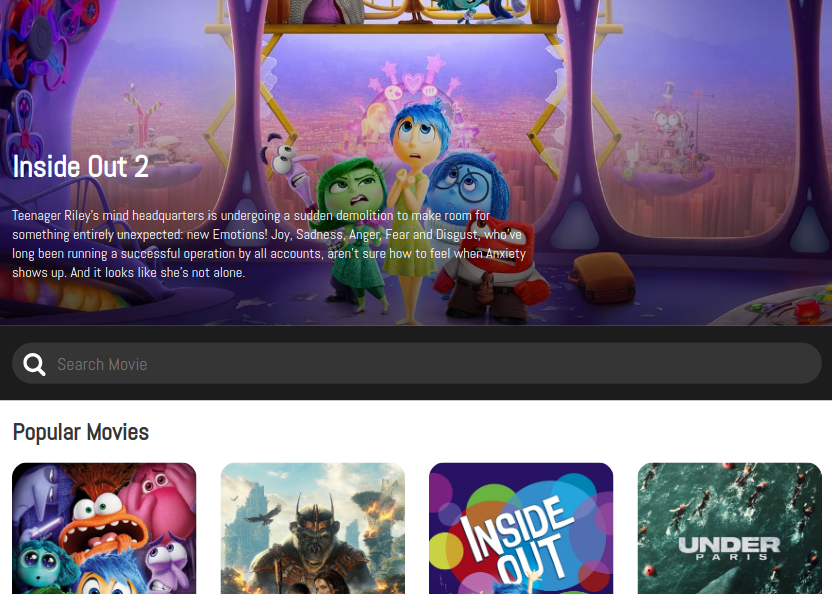 Inside Out 2
Teenager Riley's mind headquarters is undergoing a sudden demolition to make room for
something entirely unexpected: new Emotions! Joy, Sadness, Anger, Fear and Disgust, who've
long been running a successful operation by all accounts, aren't sure how to feel when Anxiety
shows up. And it looks like she's not alone.
Search Movie
Popular Movies
INSIDE
OUT
UNDER
PARIS